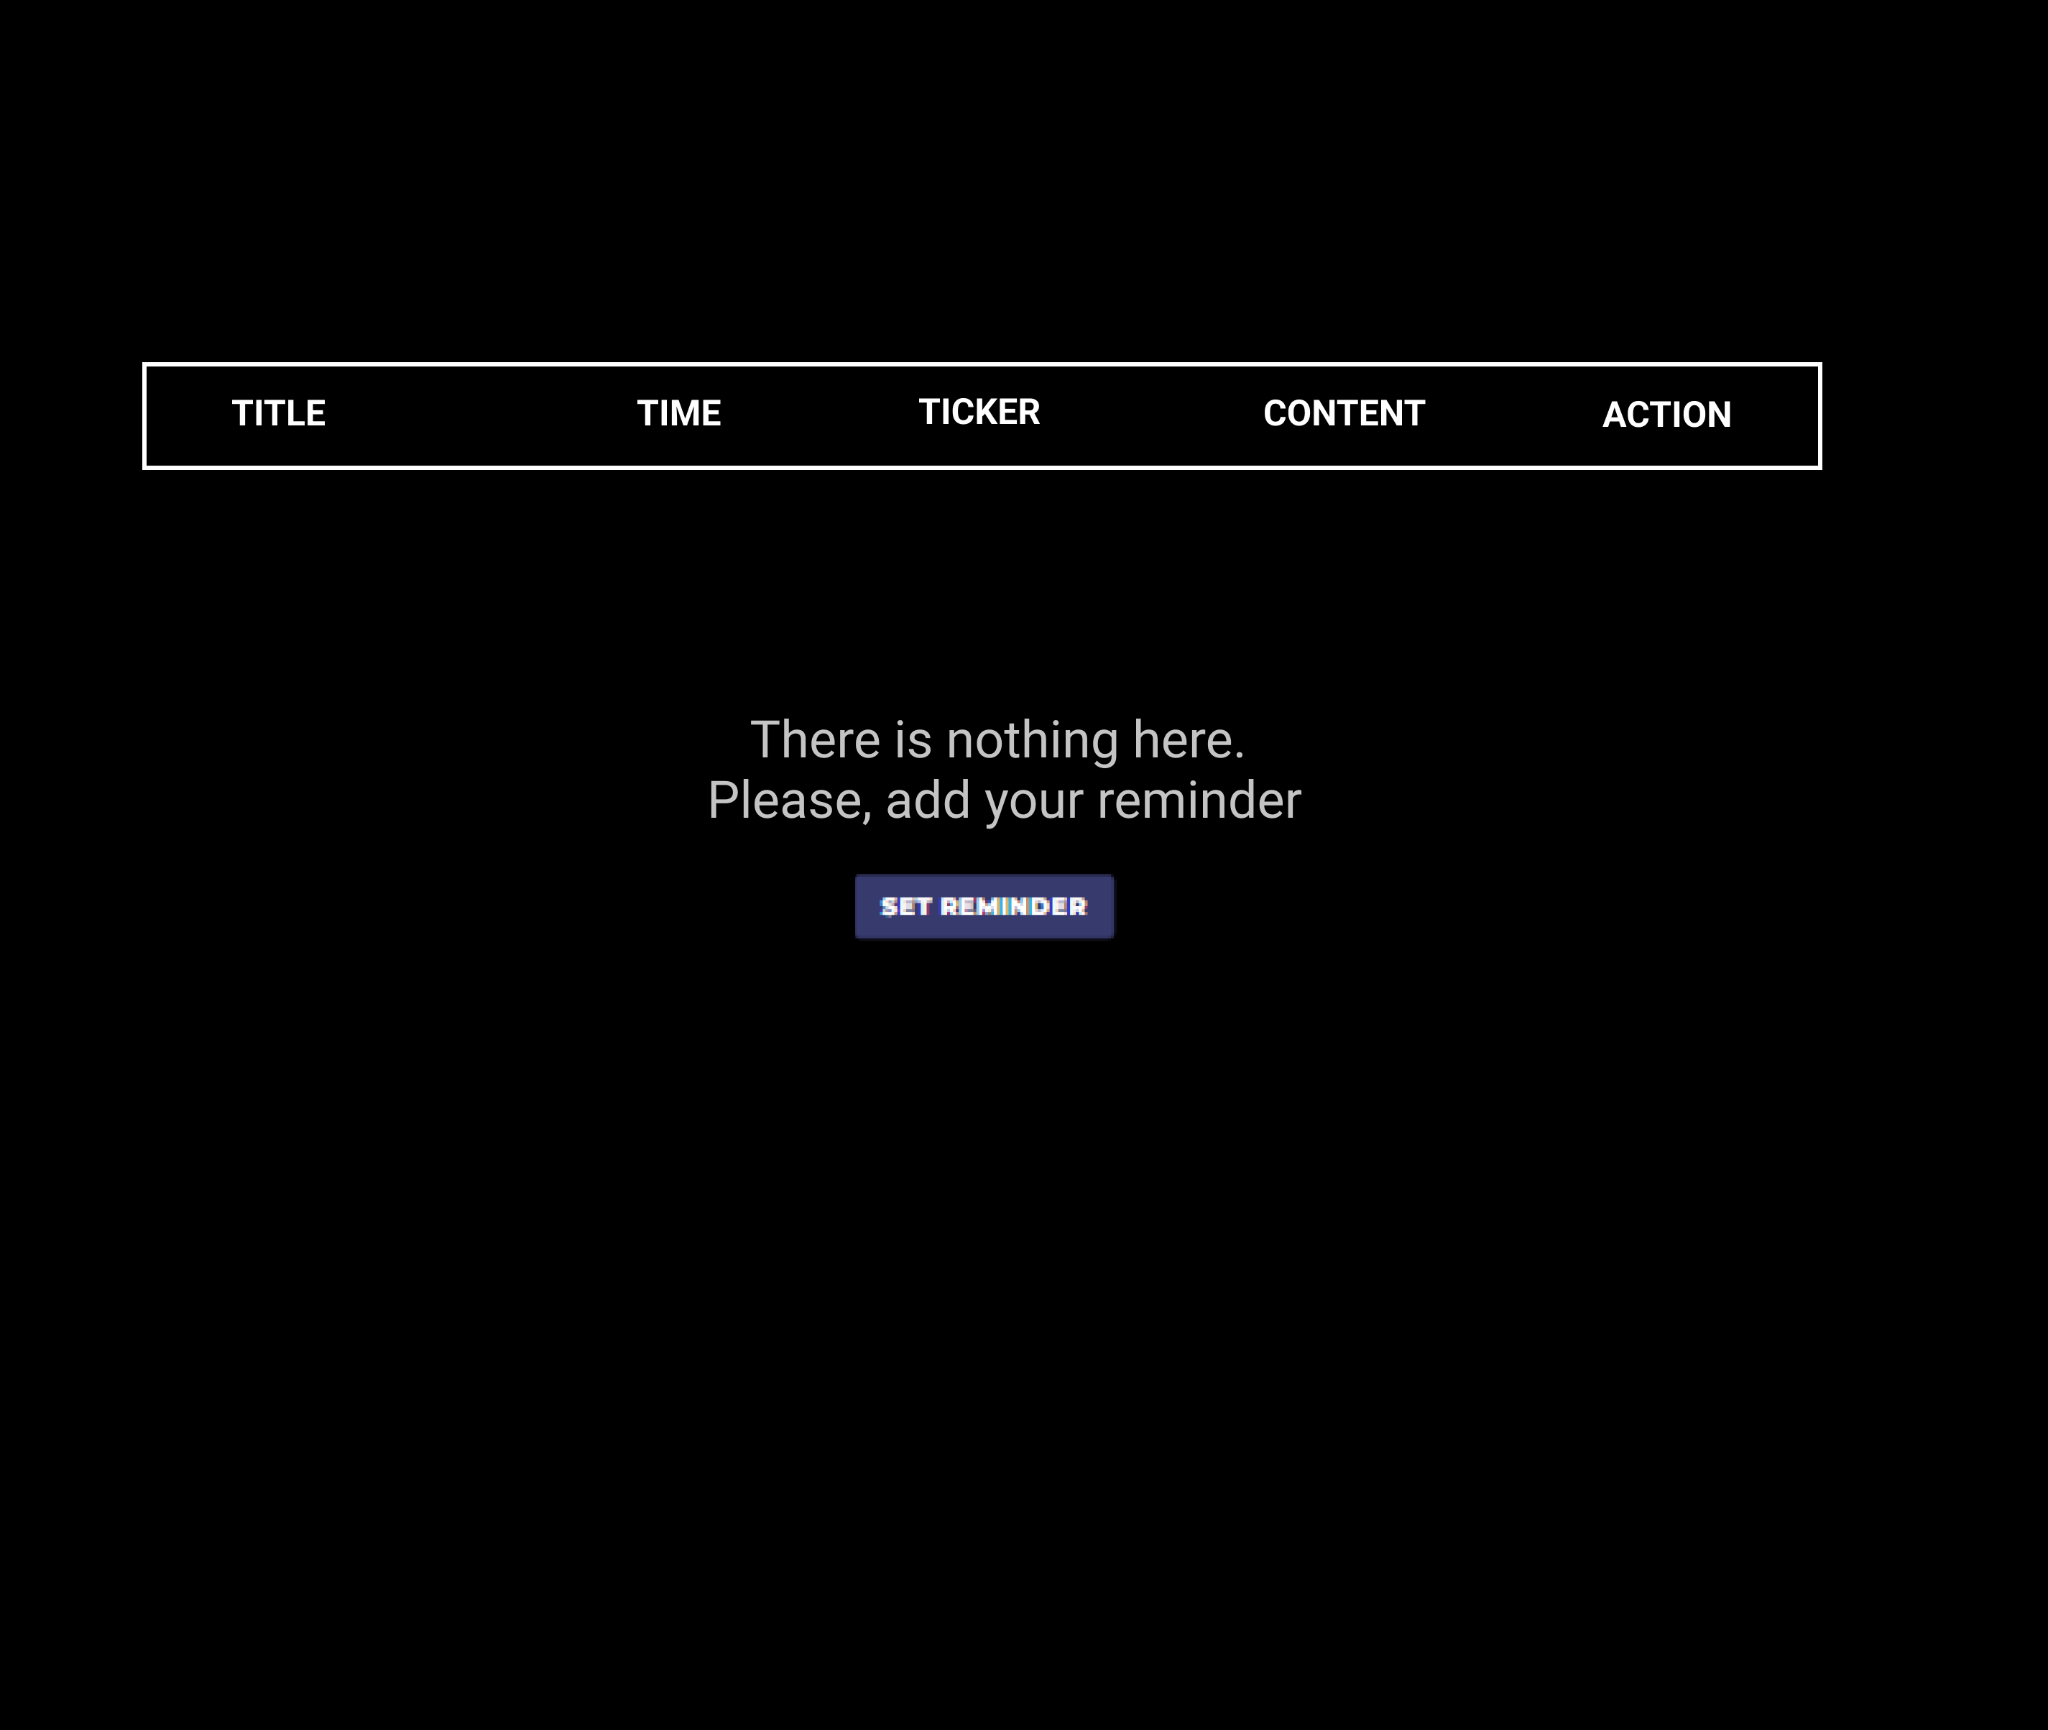 TITLE TIME TICKER CONTENT ACTION
There is nothing here.
Please, add your reminder
SET REMINDER